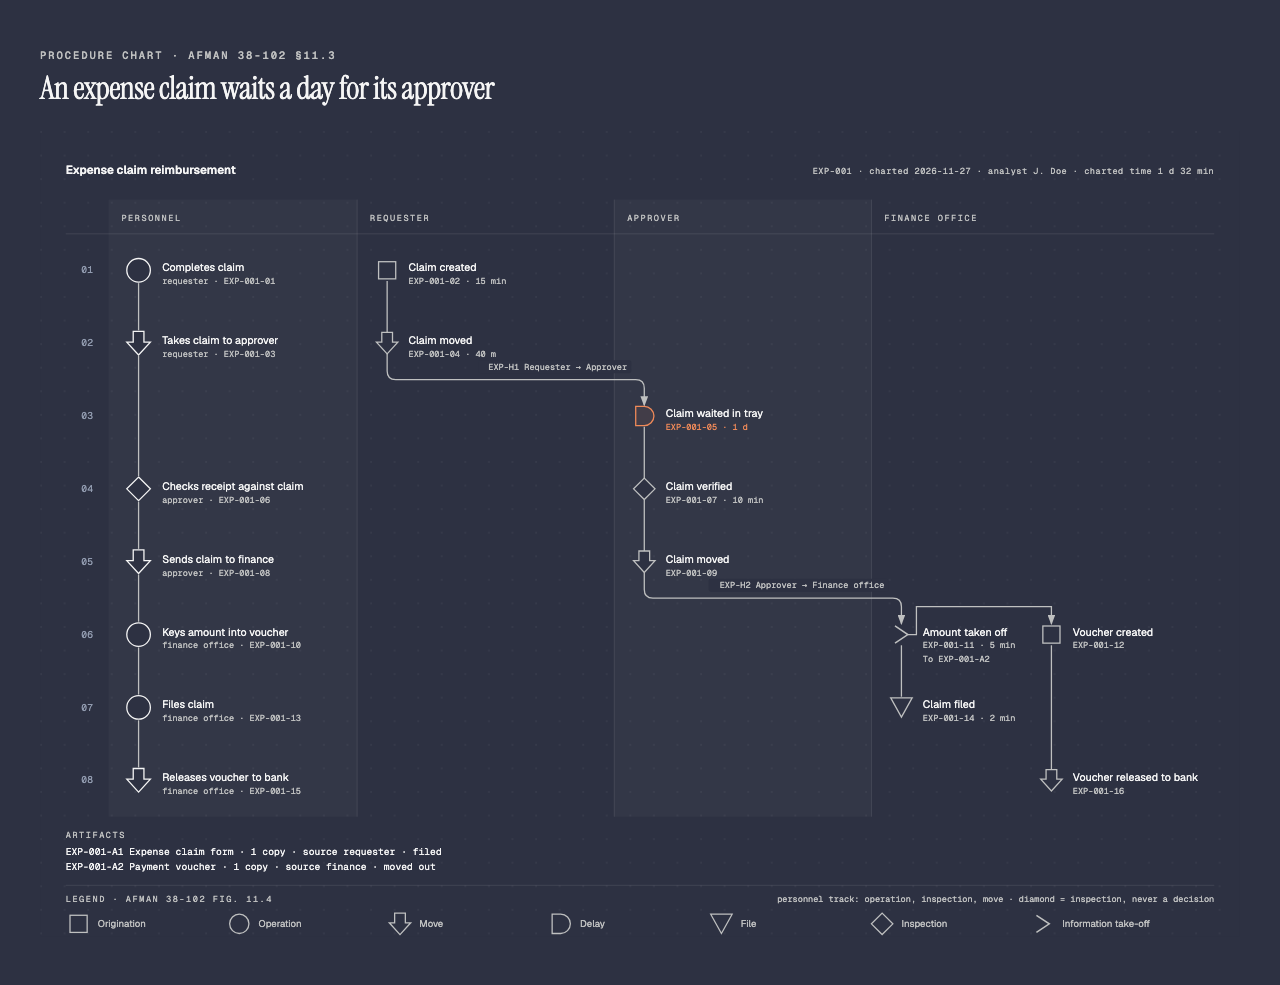 PROCEDURE CHART · AFMAN 38-102 §11.3
An expense claim waits a day for its approver
Expense claim reimbursement
EXP-001 · charted 2026-11-27 · analyst J. Doe · charted time 1 d 32 min
PERSONNEL
REQUESTER
APPROVER
FINANCE OFFICE
01
Completes claim
requester · EXP-001-01
Claim created
EXP-001-02 · 15 min
02
Takes claim to approver
requester · EXP-001-03
Claim moved
EXP-001-04 · 40 m
EXP-H1 Requester → Approver
03
Claim waited in tray
EXP-001-05 · 1 d
04
Checks receipt against claim
approver · EXP-001-06
Claim verified
EXP-001-07 · 10 min
05
Sends claim to finance
approver · EXP-001-08
Claim moved
EXP-001-09
EXP-H2 Approver → Finance office
06
Keys amount into voucher
finance office · EXP-001-10
Amount taken off
EXP-001-11 · 5 min
To EXP-001-A2
Voucher created
EXP-001-12
07
Files claim
finance office · EXP-001-13
Claim filed
EXP-001-14 · 2 min
08
Releases voucher to bank
finance office · EXP-001-15
Voucher released to bank
EXP-001-16
ARTIFACTS
EXP-001-A1 Expense claim form · 1 copy · source requester · filed
EXP-001-A2 Payment voucher · 1 copy · source finance · moved out
LEGEND · AFMAN 38-102 FIG. 11.4
personnel track: operation, inspection, move · diamond = inspection, never a decision
Origination
Operation
Move
Delay
File
Inspection
Information take-off